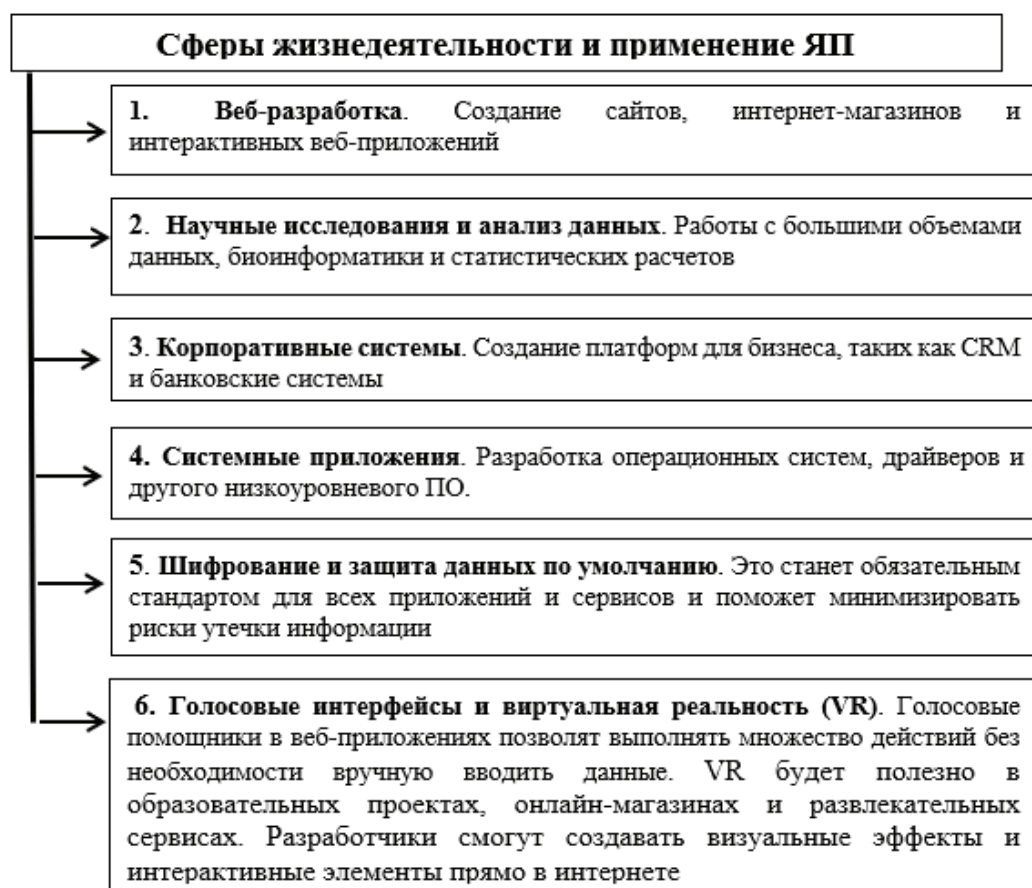 Сферы жизнедеятельности и применение ЯП
1. Веб-разработка. Создание сайтов, интернет-магазинов и
интерактивных веб-приложений
2. Научные исследования и анализ данных. Работы с большими объемами
данных, биоинформатики и статистических расчетов
3. Корпоративные системы. Создание платформ для бизнеса, таких как CRM
и банковские системы
4. Системные приложения. Разработка операционных систем, драйверов и
другого низкоуровневого ПО.
5. Шифрование и защита данных по умолчанию. Это станет обязательным
стандартом для всех приложений и сервисов и поможет минимизировать
риски утечки информации
6. Голосовые интерфейсы и виртуальная реальность (VR). Голосовые
помощники в веб-приложениях позволят выполнять множество действий без
необходимости вручную вводить данные. VR будет полезно в
образовательных проектах, онлайн-магазинах и развлекательных
сервисах. Разработчики смогут создавать визуальные эффекты и
интерактивные элементы прямо в интернете